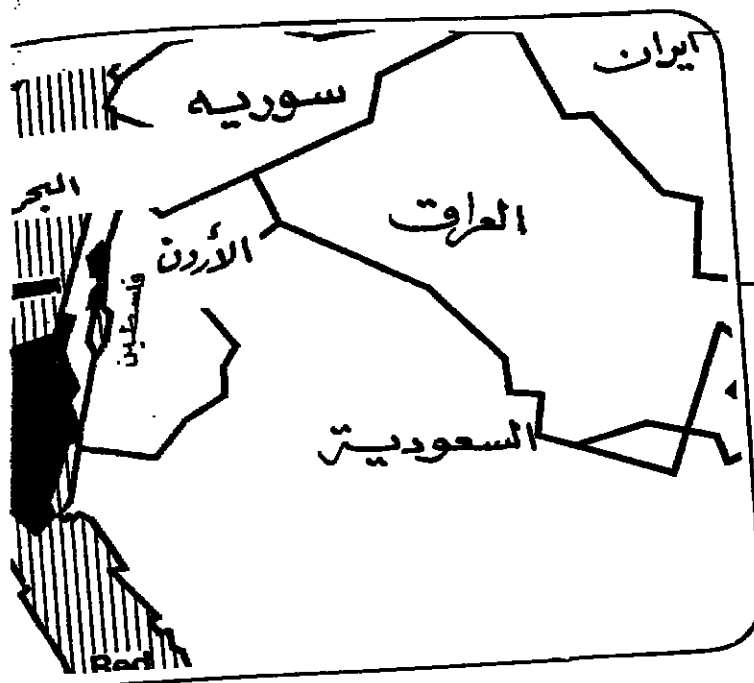 ايران
سوريه
البحر
العراق
الأردن
فلسطين
السعودية
Red